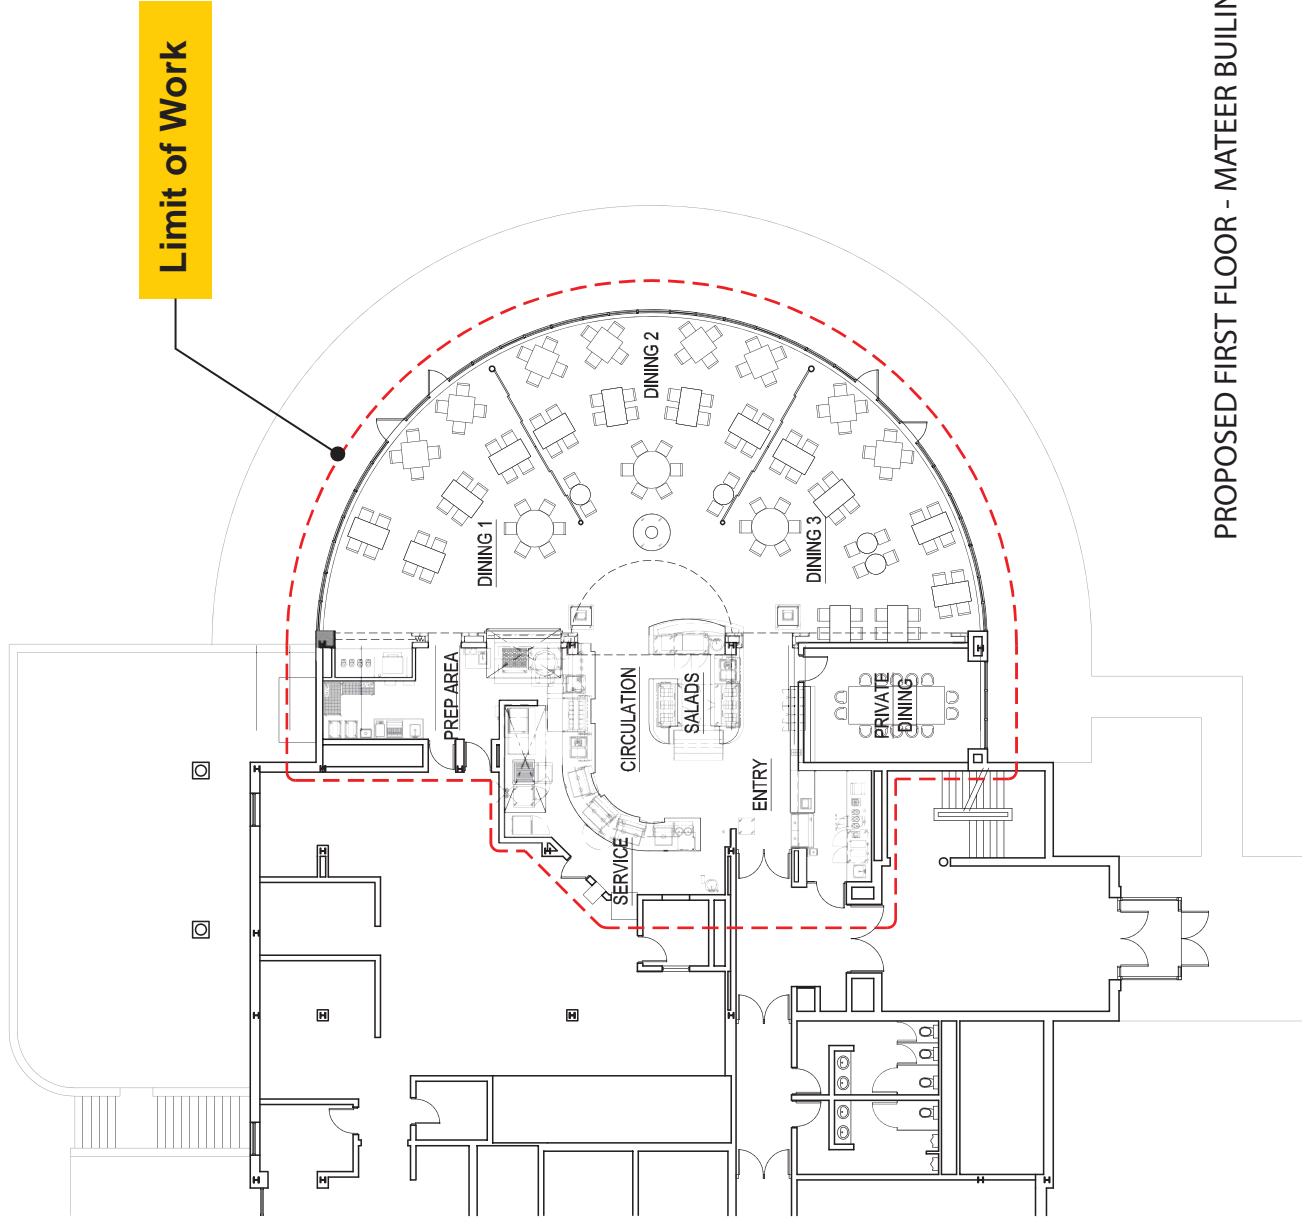 Limit of Work
PROPOSED FIRST FLOOR - MATEER BUILIN
DINING 2
DINING 1
DINING 3
PREP AREA
CIRCULATION
SALADS
PRIVATE
DINING
ENTRY
SERVICE